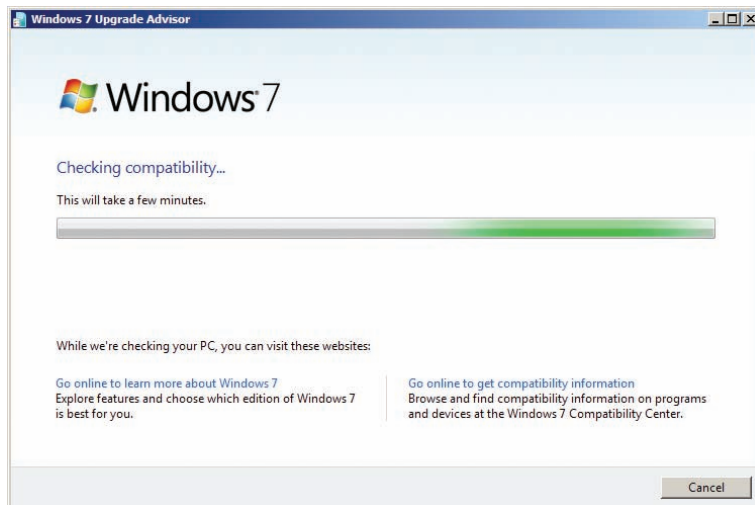 Windows 7 Upgrade Advisor
Windows 7
Checking compatibility...
This will take a few minutes.
While we're checking your PC, you can visit these websites:
Go online to learn more about Windows 7
Explore features and choose which edition of Windows 7
is best for you.
Go online to get compatibility information
Browse and find compatibility information on programs
and devices at the Windows 7 Compatibility Center.
Cancel